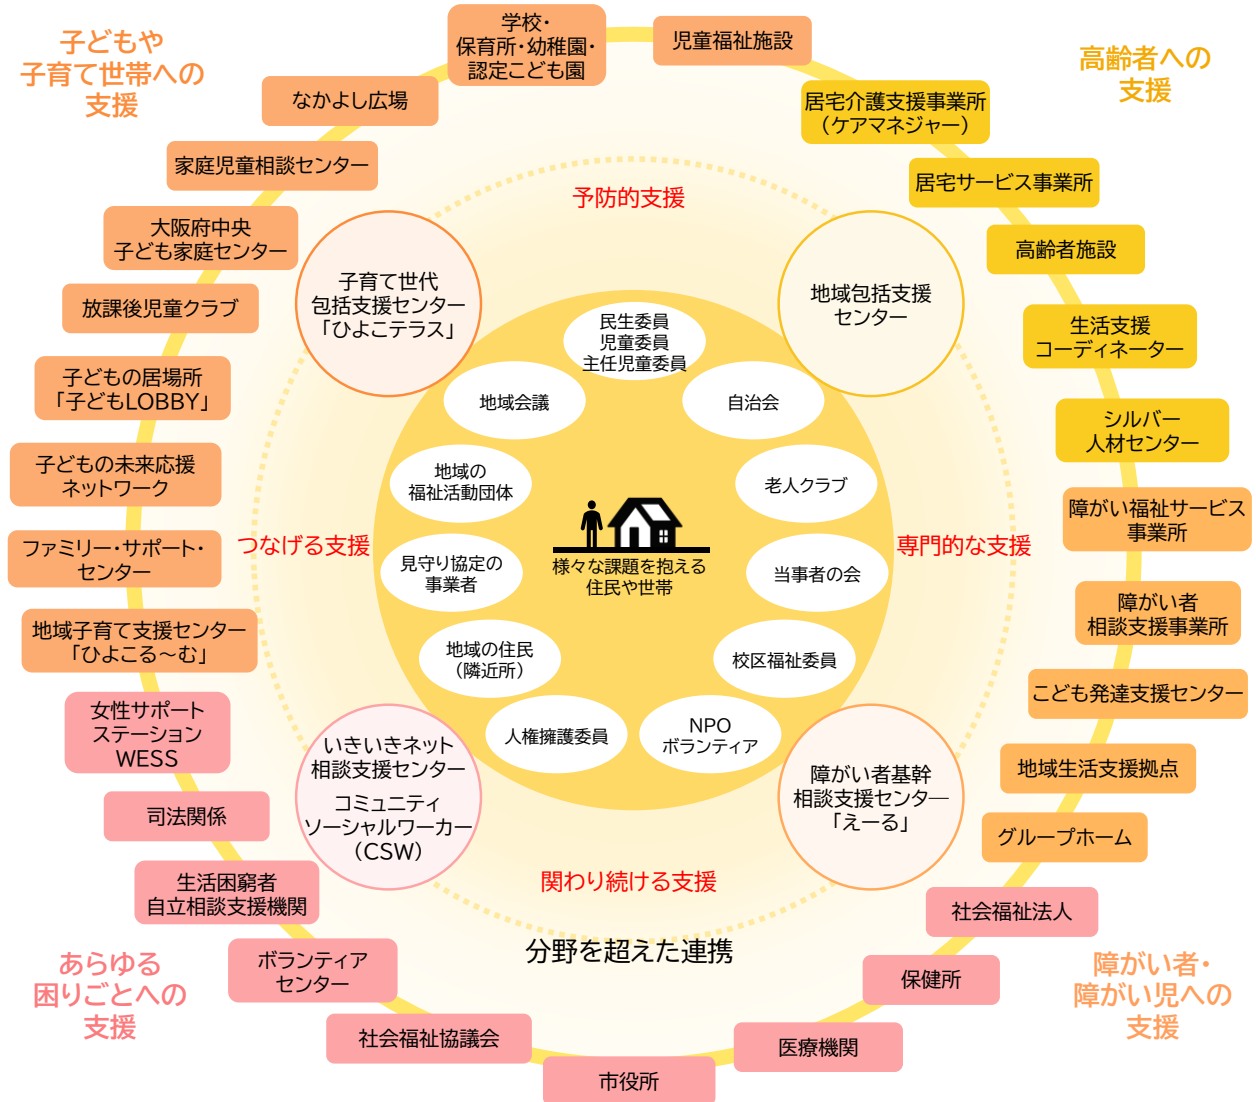 子どもや
子育て世帯への
支援
高齢者への
支援
学校・
保育所・幼稚園・
認定こども園
児童福祉施設
なかよし広場
家庭児童相談センター
大阪府中央
子ども家庭センター
放課後児童クラブ
子どもの居場所
「子どもLOBBY」
子どもの未来応援
ネットワーク
ファミリー・サポート・
センター
地域子育て支援センター
「ひよこる～む」
居宅介護支援事業所
（ケアマネジャー）
居宅サービス事業所
高齢者施設
生活支援
コーディネーター
シルバー
人材センター
障がい福祉サービス
事業所
障がい者
相談支援事業所
こども発達支援センター
地域生活支援拠点
グループホーム
予防的支援
つなげる支援
専門的な支援
関わり続ける支援
分野を超えた連携
子育て世代
包括支援センター
「ひよこテラス」
地域包括支援
センター
いきいきネット
相談支援センター
コミュニティ
ソーシャルワーカー
（CSW）
障がい者基幹
相談支援センタ―
「えーる」
民生委員
児童委員
主任児童委員
地域会議
自治会
地域の
福祉活動団体
老人クラブ
見守り協定の
事業者
当事者の会
地域の住民
（隣近所）
校区福祉委員
人権擁護委員
NPO
ボランティア
様々な課題を抱える
住民や世帯
女性サポート
ステーション
WESS
司法関係
生活困窮者
自立相談支援機関
ボランティア
センター
社会福祉協議会
市役所
医療機関
保健所
社会福祉法人
あらゆる
困りごとへの
支援
障がい者・
障がい児への
支援